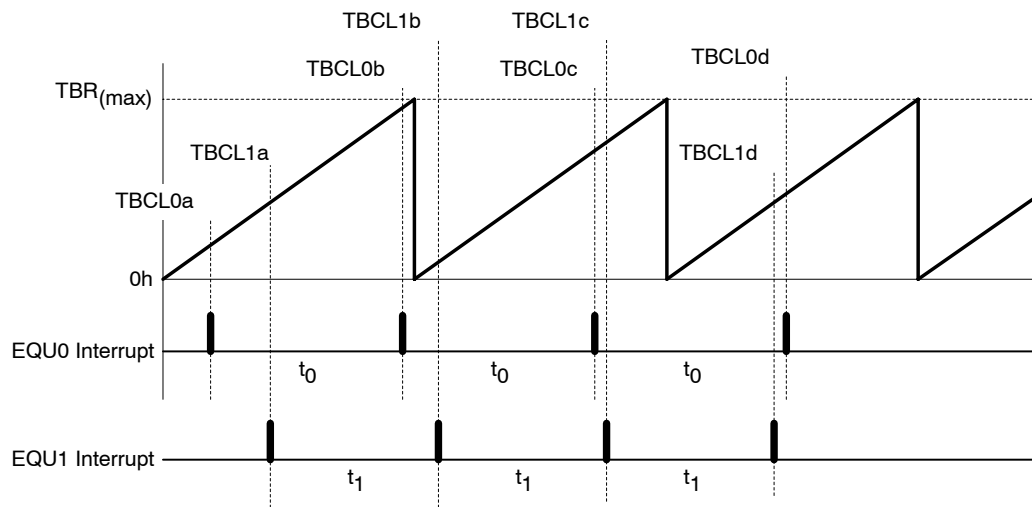 TBCL1b
TBCL1c
TBCL0b
TBCL0c
TBCL0d
TBR(max)
TBCL1a
TBCL1d
TBCL0a
0h
EQU0 Interrupt
t0
t0
t0
EQU1 Interrupt
t1
t1
t1